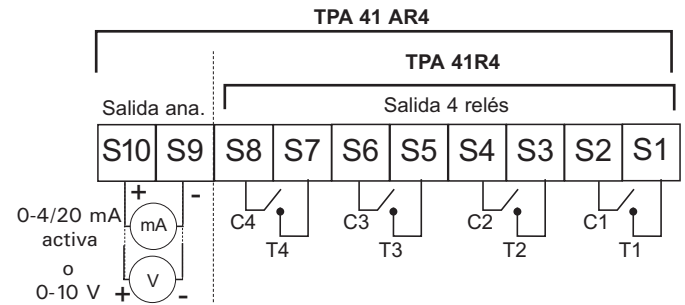 TPA 41 AR4
TPA 41R4
Salida ana.
Salida 4 relés
S10 S9 S8 S7 S6 S5 S4 S3 S2 S1
+ -
0-4/20 mA
activa
mA
C4 C3 C2 C1
T4 T3 T2 T1
o
0-10 V
+ V -